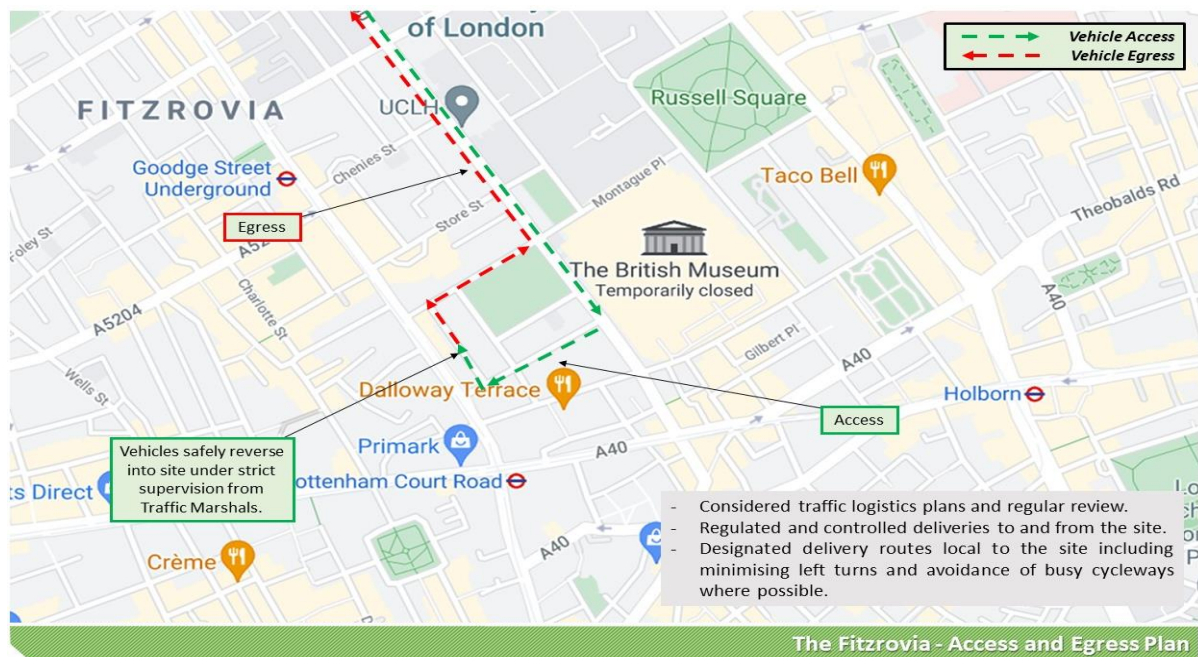 of London
Vehicle Access
Vehicle Egress
FITZROVIA
UCLH
Russell Square
Goodge Street
Underground
Chenies St
Taco Bell
Theobalds Rd
Montague Pl
Store St
Egress
Foley St
A52
The British Museum
Temporarily closed
A40
Charlotte St
A5204
Gilbert Pl
A40
Wells St
Dalloway Terrace
Holborn
Access
Vehicles safely reverse
into site under strict
supervision from
Traffic Marshals.
Primark
A40
ottenham Court Road
ts Direct
- Considered traffic logistics plans and regular review.
- Regulated and controlled deliveries to and from the site.
- Designated delivery routes local to the site including
minimising left turns and avoidance of busy cycleways
where possible.
A40
Crème
The Fitzrovia - Access and Egress Plan